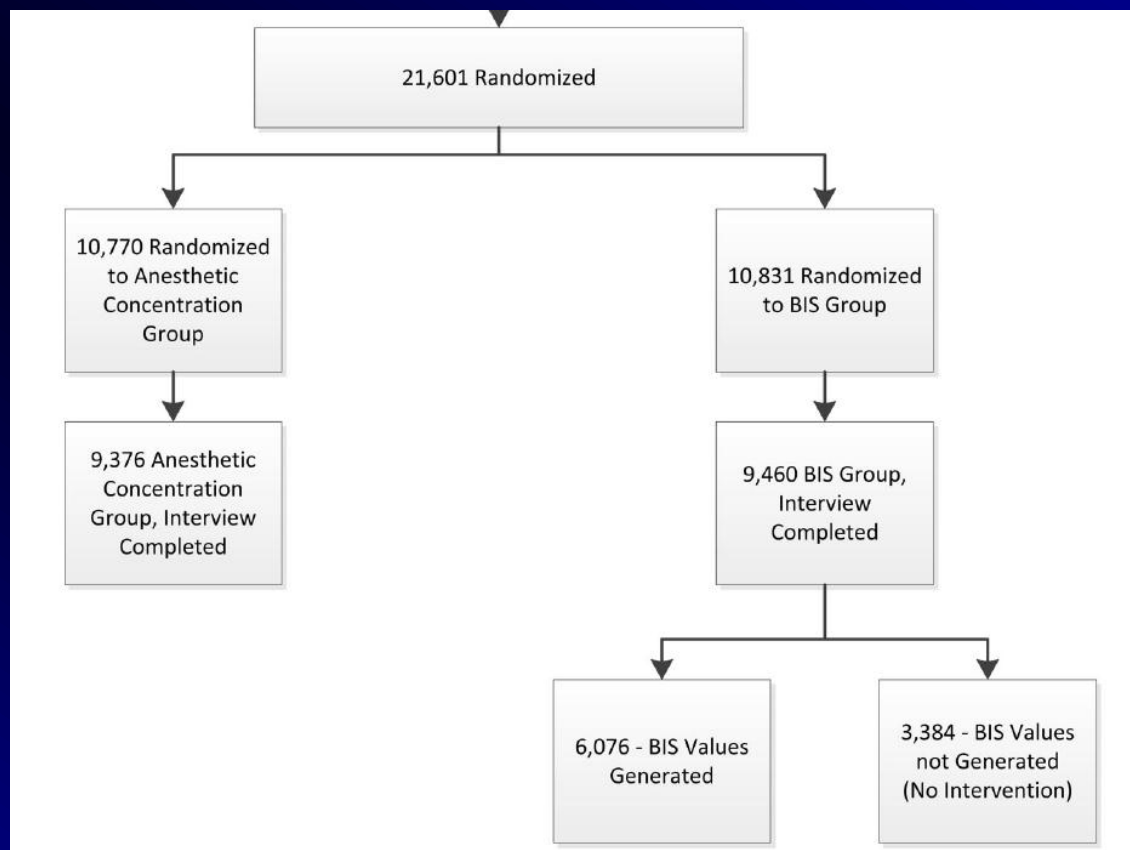 21,601 Randomized
10,770 Randomized
to Anesthetic
Concentration
Group
10,831 Randomized
to BIS Group
9,376 Anesthetic
Concentration
Group, Interview
Completed
9,460 BIS Group,
Interview
Completed
6,076 - BIS Values
Generated
3,384 - BIS Values
not Generated
(No Intervention)